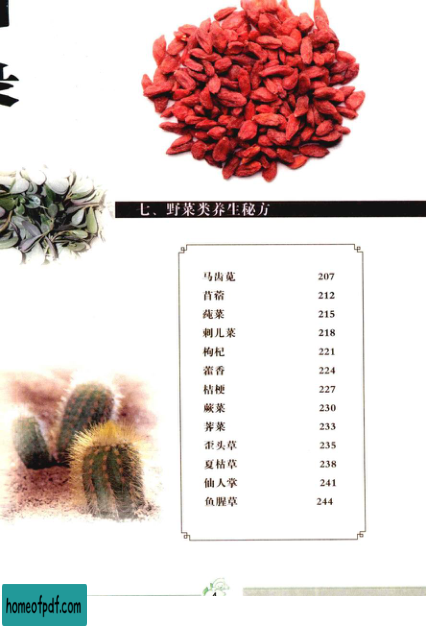 七、野菜类养生秘方
马齿苋 207
苜蓿 212
莼菜 215
刺儿菜 218
枸杞 221
藿香 224
桔梗 227
蕨菜 230
荠菜 233
歪头草 235
夏枯草 238
仙人掌 241
鱼腥草 244
4
homeofpdf.com